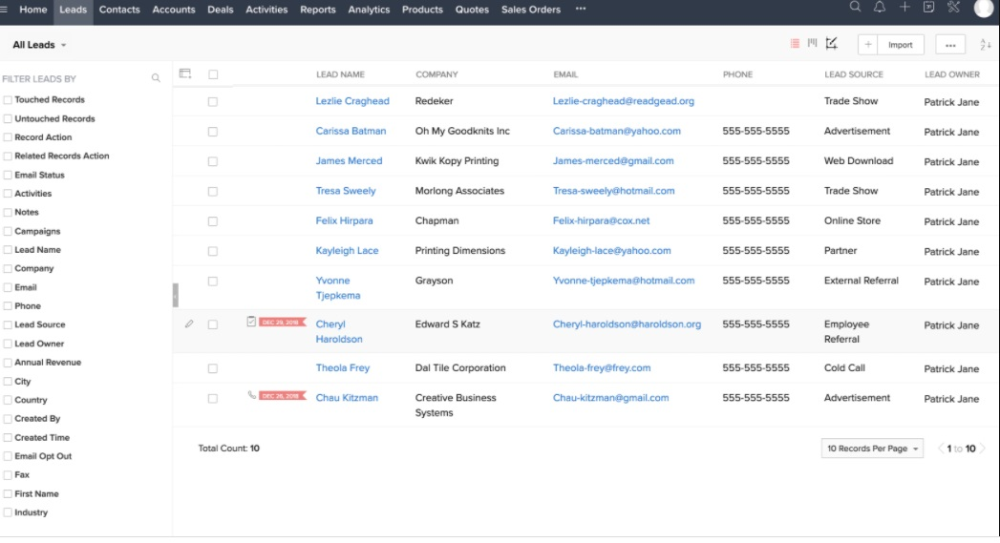 Home Leads Contacts Accounts Deals Activities Reports Analytics Products Quotes Sales Orders
All Leads Import
FILTER LEADS BY
Touched Records
Untouched Records
Record Action
Related Records Action
Email Status
Activities
Notes
Campaigns
Lead Name
Company
Email
Phone
Lead Source
Lead Owner
Annual Revenue
City
Country
Created By
Created Time
Email Opt Out
Fax
First Name
Industry
LEAD NAME COMPANY EMAIL PHONE LEAD SOURCE LEAD OWNER
Lezlie Craghead Redeker Lezlie-craghead@readgead.org Trade Show Patrick Jane
Carissa Batman Oh My Goodknits Inc Carissa-batman@yahoo.com 555-555-5555 Advertisement Patrick Jane
James Merced Kwik Kopy Printing James-merced@gmail.com 555-555-5555 Web Download Patrick Jane
Tresa Sweely Morlong Associates Tresa-sweely@hotmail.com 555-555-5555 Trade Show Patrick Jane
Felix Hirpara Chapman Felix-hirpara@cox.net 555-555-5555 Online Store Patrick Jane
Kayleigh Lace Printing Dimensions Kayleigh-lace@yahoo.com 555-555-5555 Partner Patrick Jane
Yvonne Grayson Yvonne-tjepkema@hotmail.com 555-555-5555 External Referral Patrick Jane
Tjepkema
Cheryl Edward S Katz Cheryl-haroldson@haroldson.org 555-555-5555 Employee Patrick Jane
Haroldson Referral
Theola Frey Dal Tile Corporation Theola-frey@frey.com 555-555-5555 Cold Call Patrick Jane
DEC 26, 2018 Chau Kitzman Creative Business Chau-kitzman@gmail.com 555-555-5555 Advertisement Patrick Jane
Systems
Total Count: 10 10 Records Per Page 1 to 10